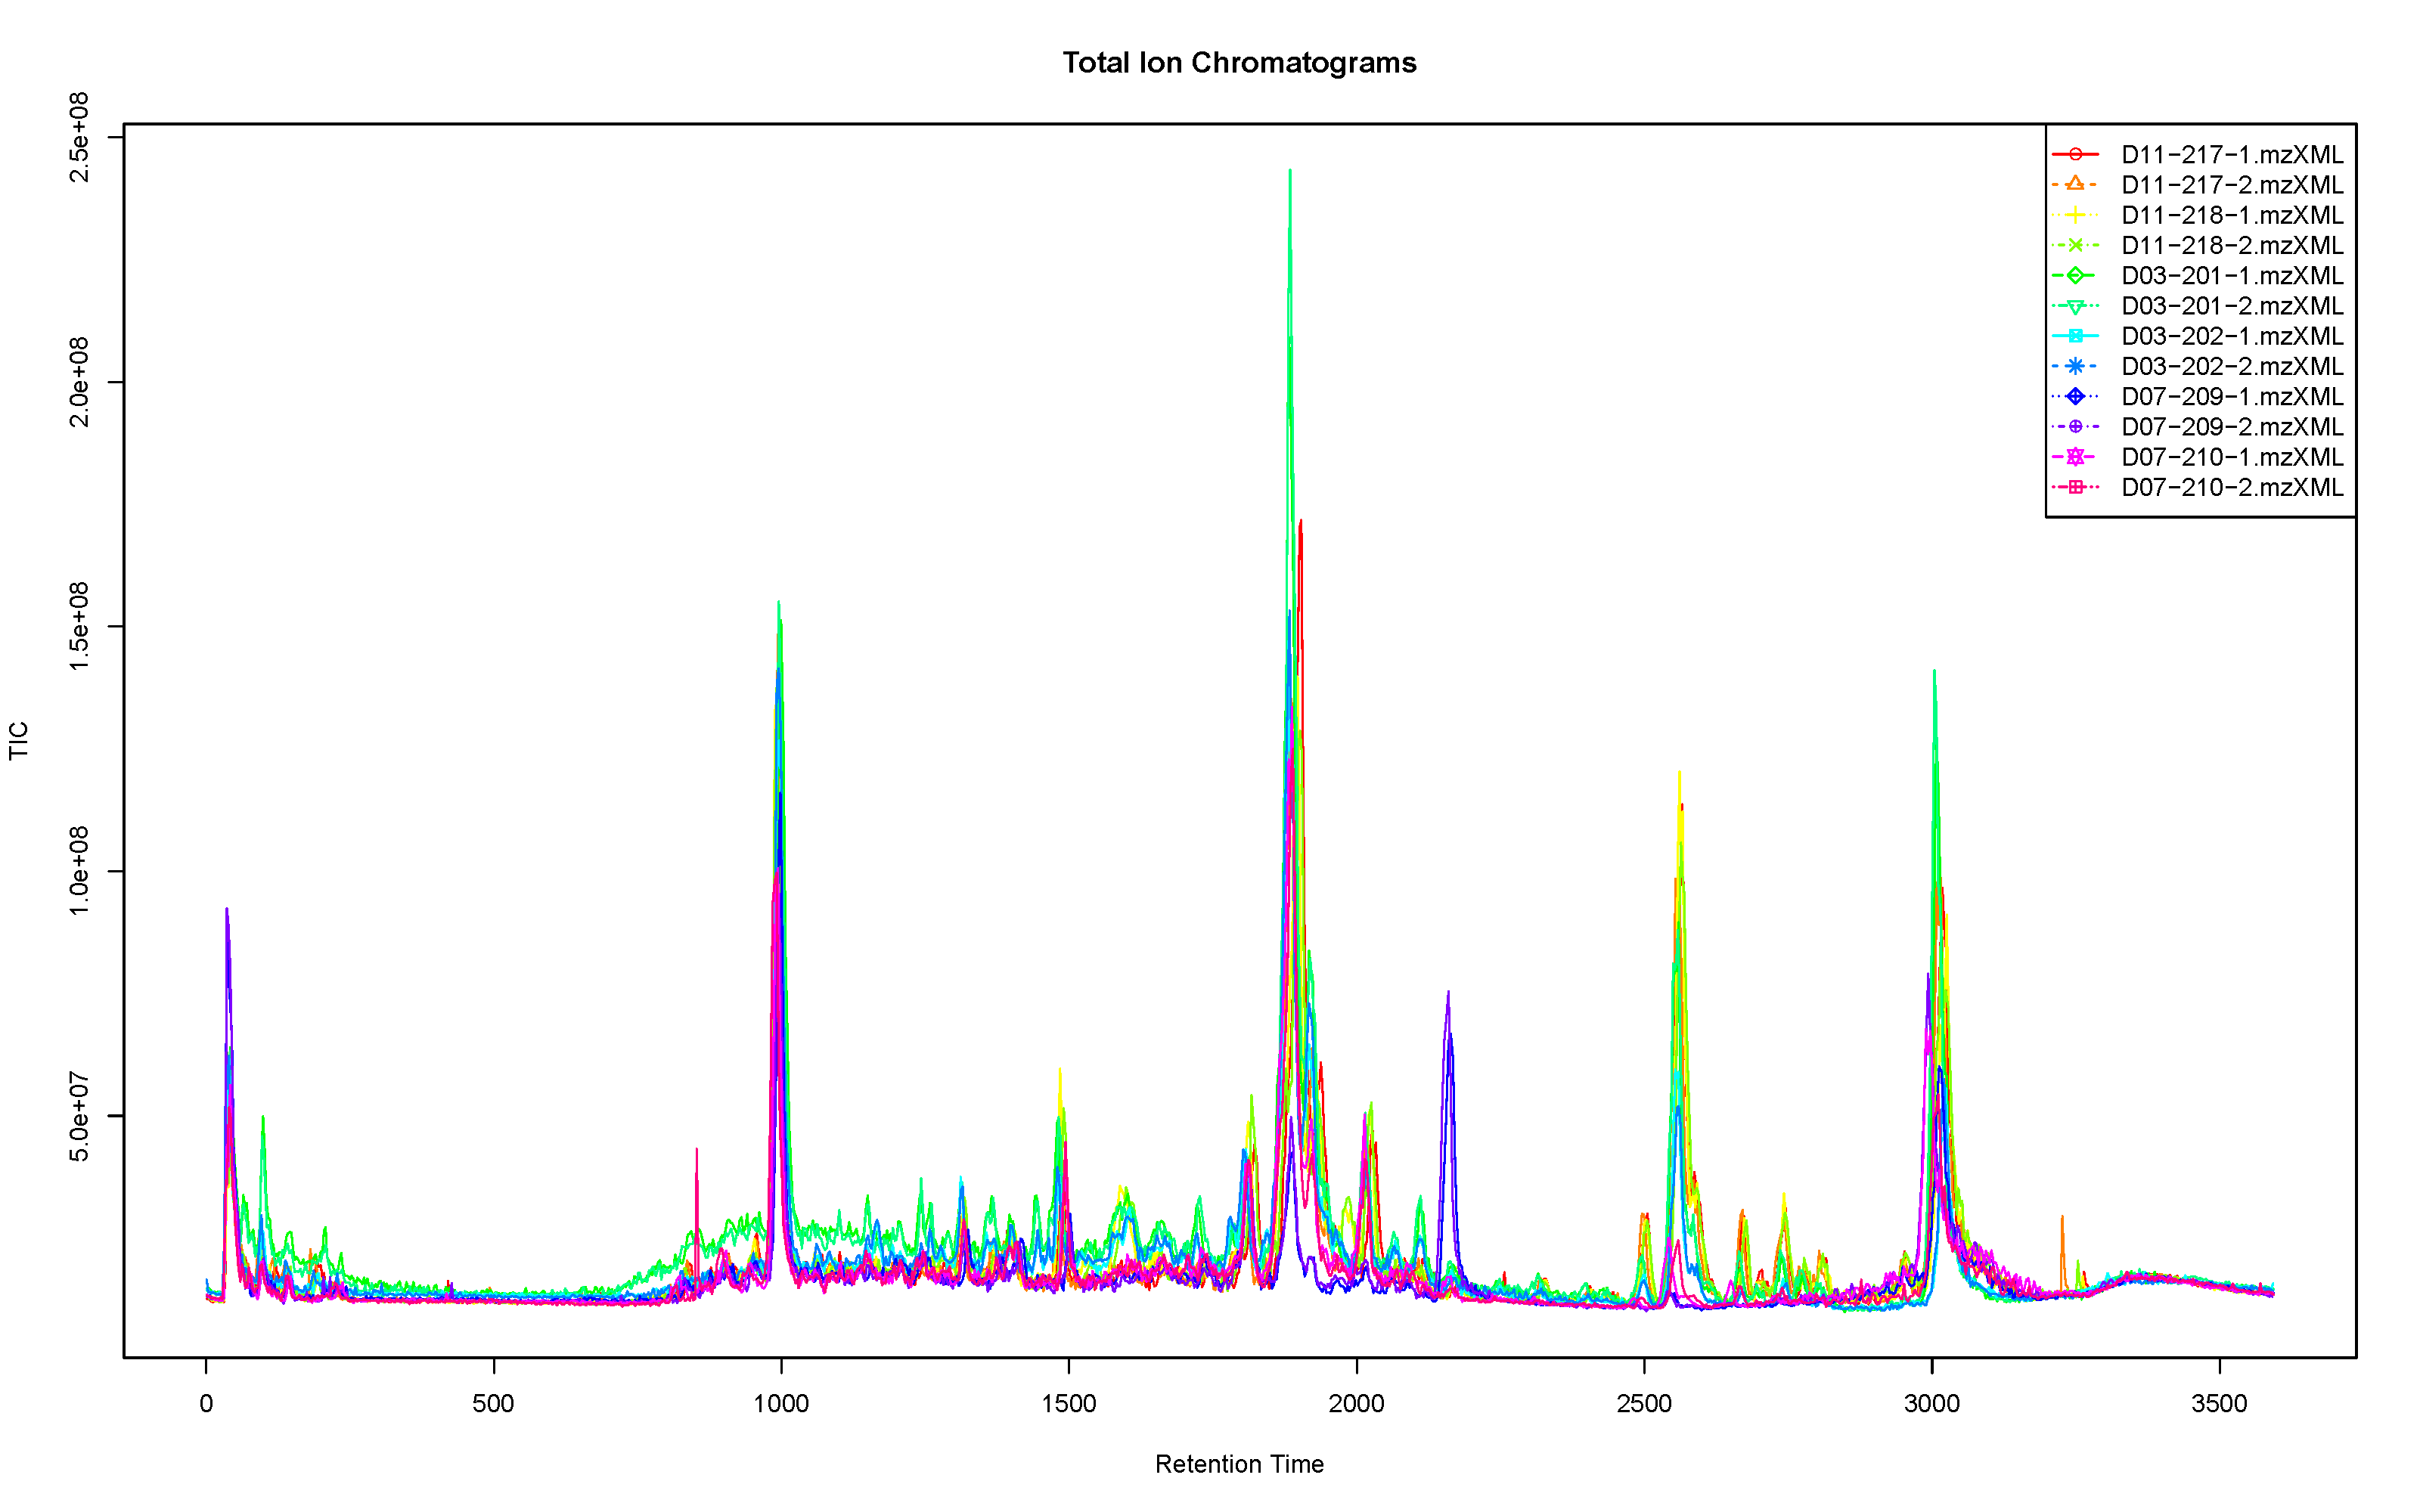 Total Ion Chromatograms
2.5e+08
2.0e+08
1.5e+08
1.0e+08
5.0e+07
TIC
D11-217-1.mzXML
D11-217-2.mzXML
D11-218-1.mzXML
D11-218-2.mzXML
D03-201-1.mzXML
D03-201-2.mzXML
D03-202-1.mzXML
D03-202-2.mzXML
D07-209-1.mzXML
D07-209-2.mzXML
D07-210-1.mzXML
D07-210-2.mzXML
0 500 1000 1500 2000 2500 3000 3500
Retention Time